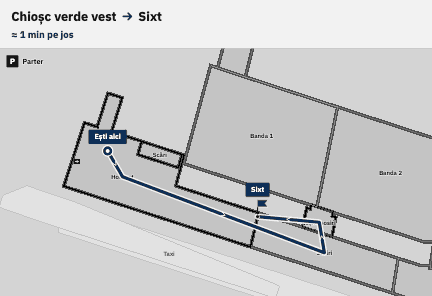 Chioșc verde vest → Sixt
≈ 1 min pe jos
P Parter
Banda 1
Ești aici
Scări
Banda 2
Sixt
Taxi